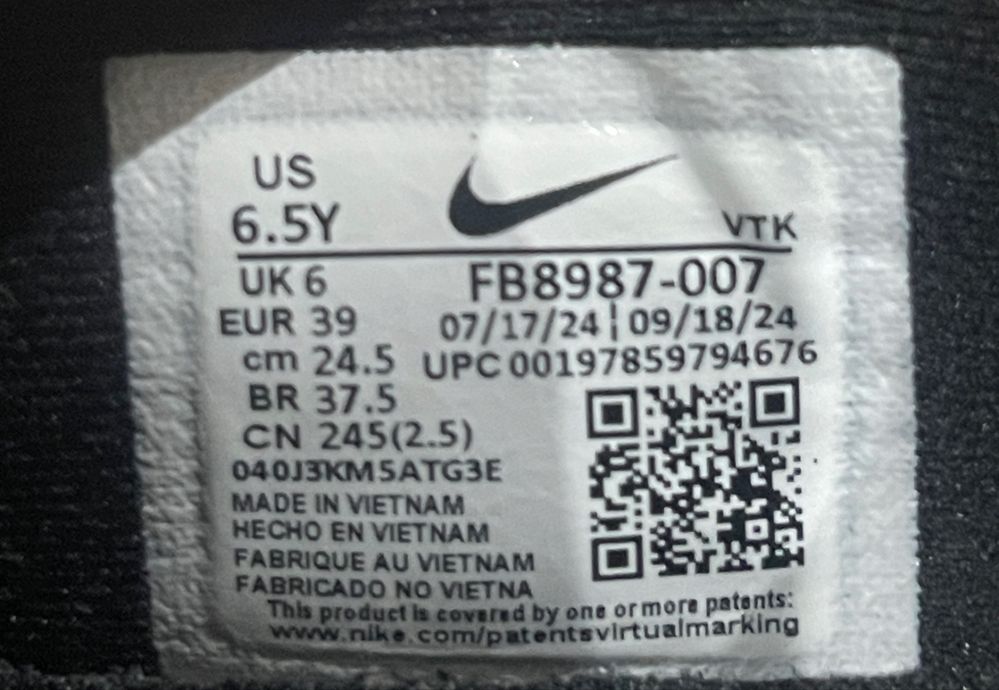 US
6.5Y
VTK
UK 6
FB8987-007
EUR 39
07/17/24 | 09/18/24
cm 24.5
UPC 00197859794676
BR 37.5
CN 245(2.5)
040J3KM5ATG3E
MADE IN VIETNAM
HECHO EN VIETNAM
FABRIQUE AU VIETNAM
FABRICADO NO VIETNA
This product is covered by one or more patents:
www.nike.com/patentsvirtualmarking